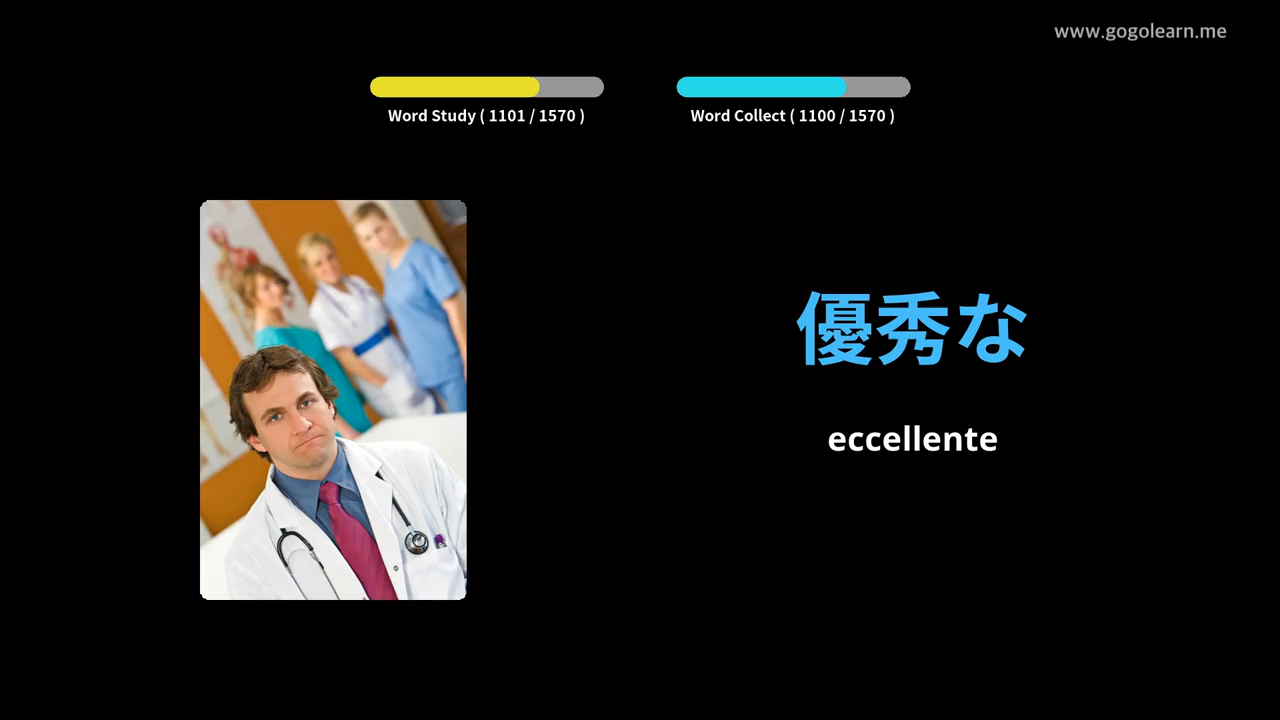 www.gogolearn.me
Word Study ( 1101 / 1570 )
Word Collect ( 1100 / 1570 )
優秀な
eccellente